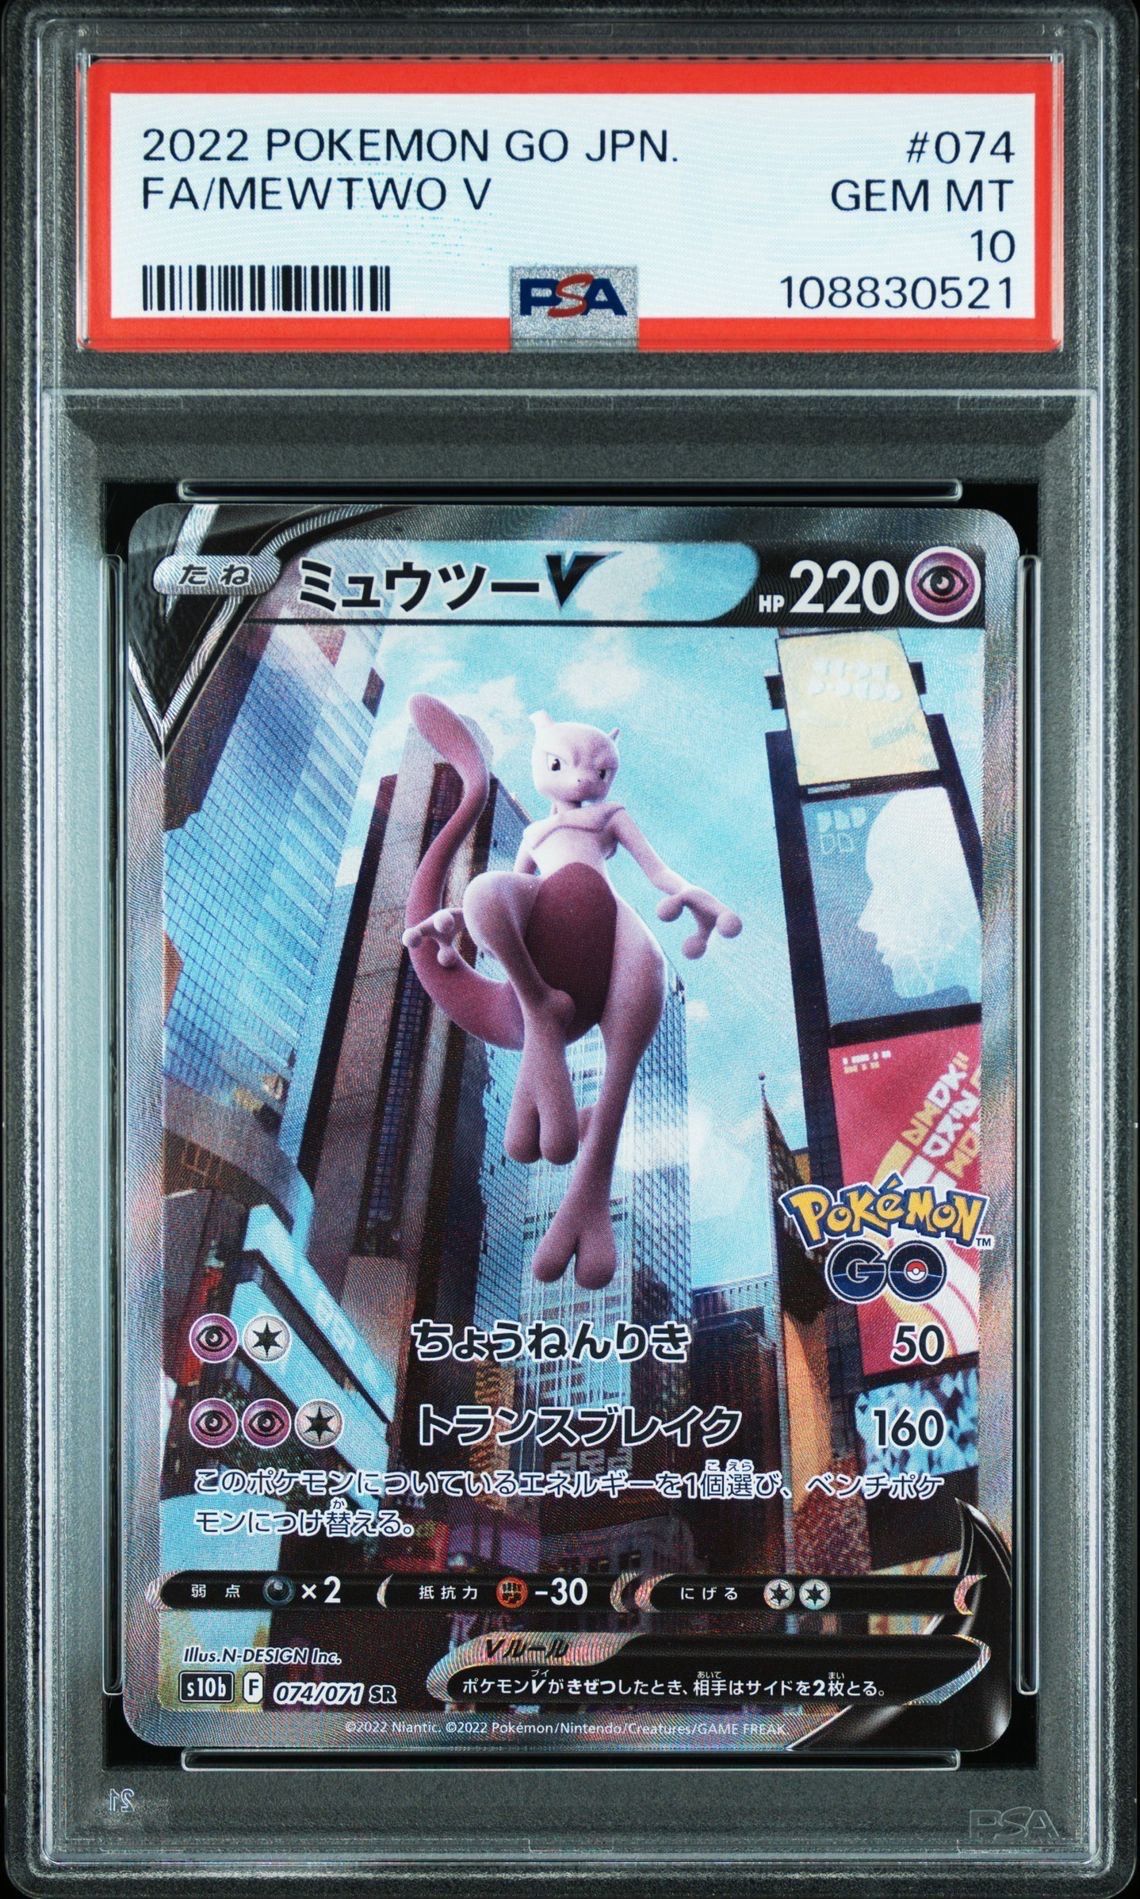 2022 POKEMON GO JPN. #074
FA/MEWTWO V GEM MT
10
PSA 108830521
たね ミュウツーV HP 220
POKÉMON™
GO
ちょうねんりき 50
トランスブレイク 160
このポケモンについているエネルギーを1個選び、ベンチポケ
モンにつけ替える。
弱点 ×2 抵抗力 -30 にげる
Illus.N-DESIGN Inc.
Vルール
s10b F 074/071 SR
ポケモンVがきぜつしたとき、相手はサイドを2枚とる。
©2022 Niantic. ©2022 Pokémon/Nintendo/Creatures/GAME FREAK.
21
PSA